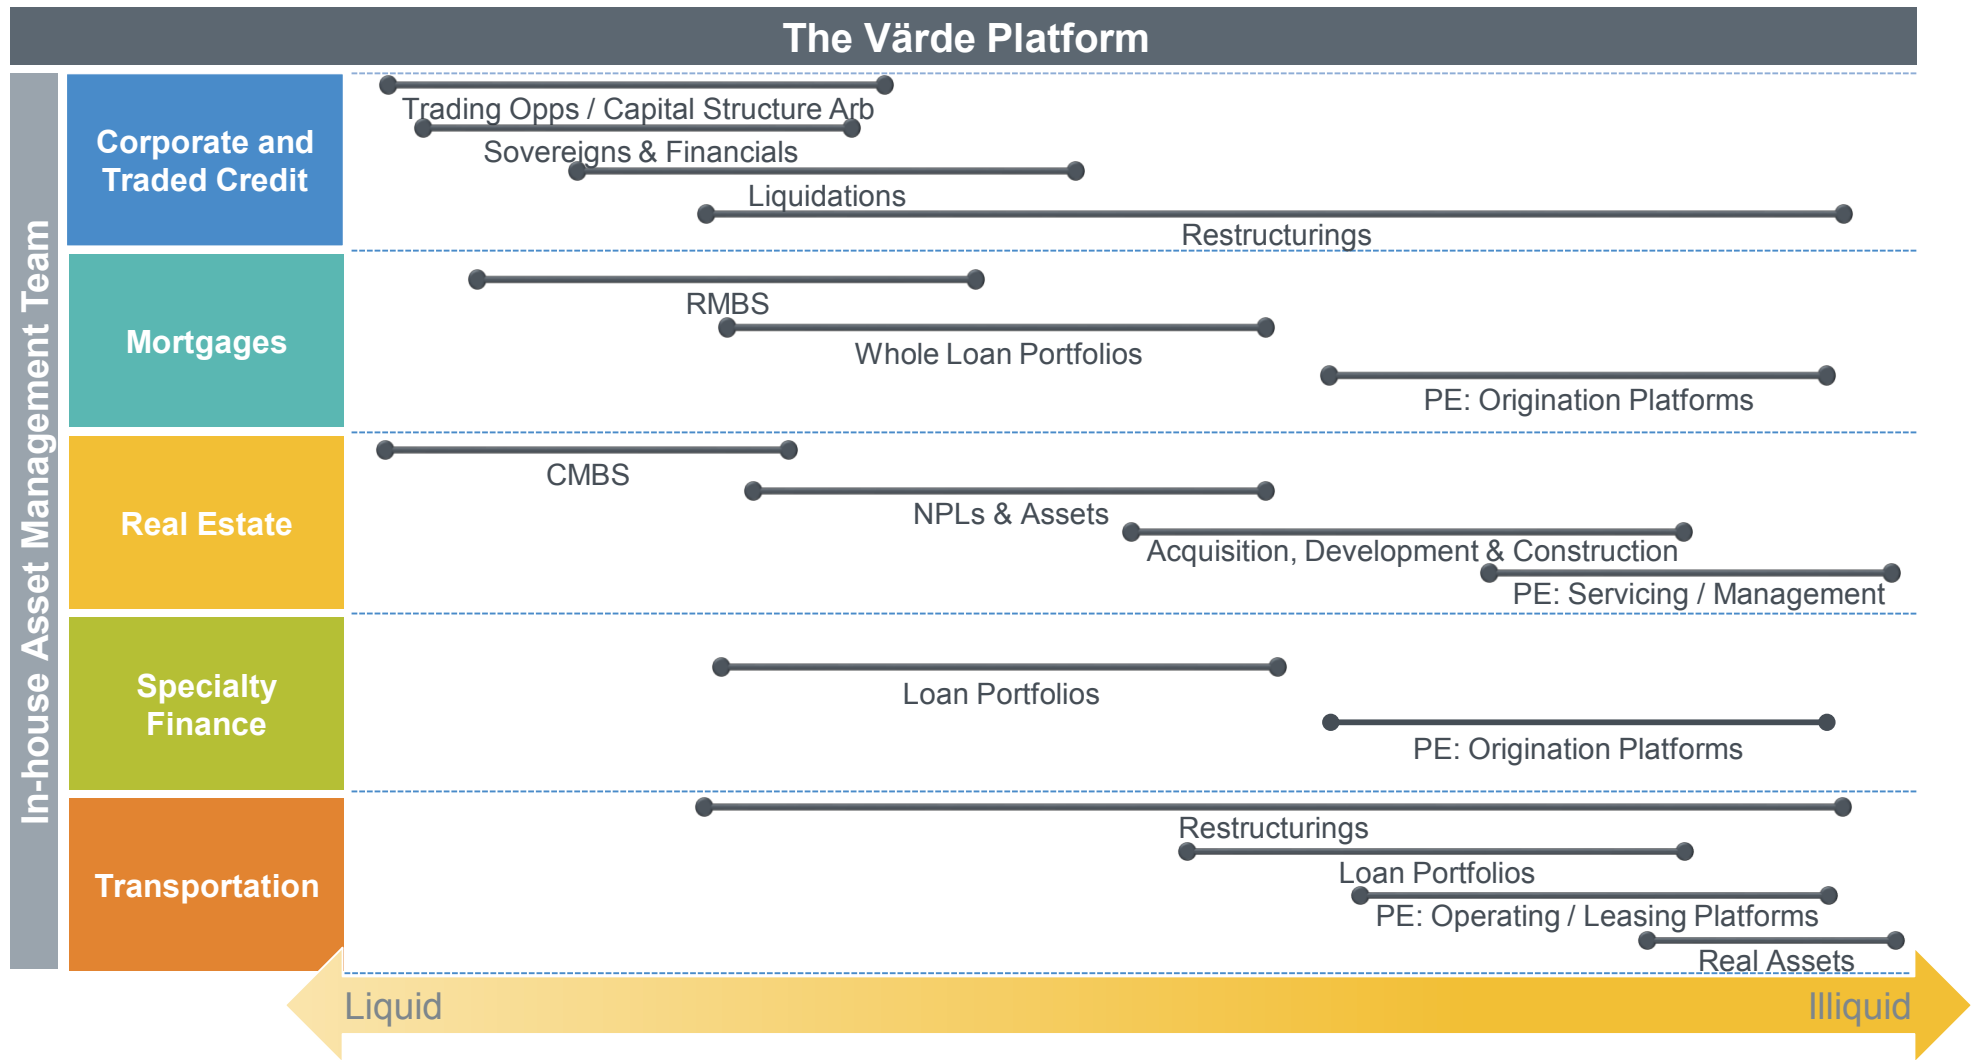 The Värde Platform
In-house Asset Management Team
Corporate and
Traded Credit
Trading Opps / Capital Structure Arb
Sovereigns & Financials
Liquidations
Restructurings
Mortgages
RMBS
Whole Loan Portfolios
PE: Origination Platforms
Real Estate
CMBS
NPLs & Assets
Acquisition, Development & Construction
PE: Servicing / Management
Specialty
Finance
Loan Portfolios
PE: Origination Platforms
Transportation
Restructurings
Loan Portfolios
PE: Operating / Leasing Platforms
Real Assets
Liquid
Illiquid